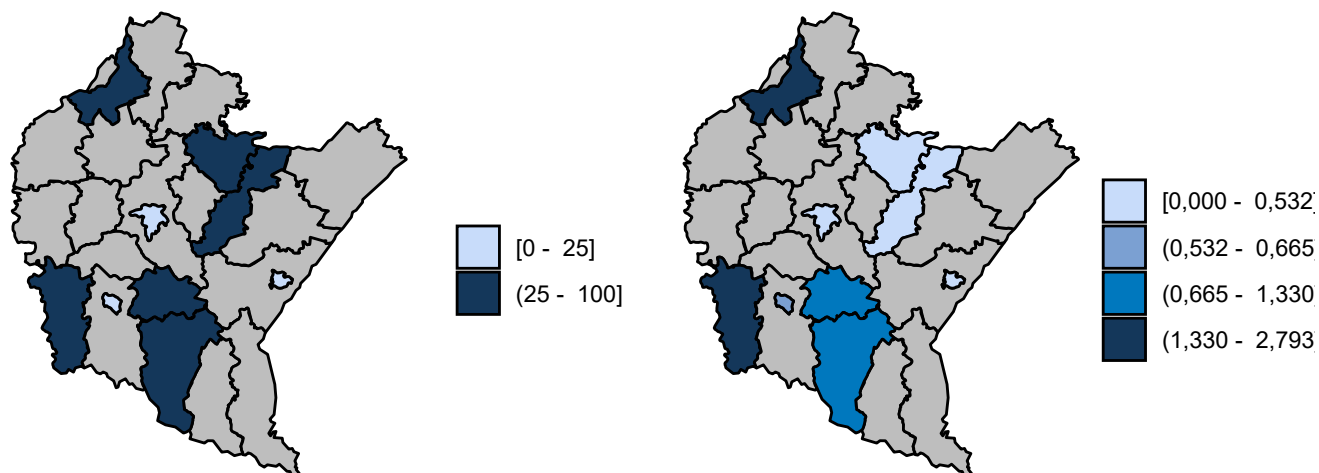 [0 - 25]
(25 - 100]
[0,000 - 0,532]
(0,532 - 0,665
(0,665 - 1,330
(1,330 - 2,793